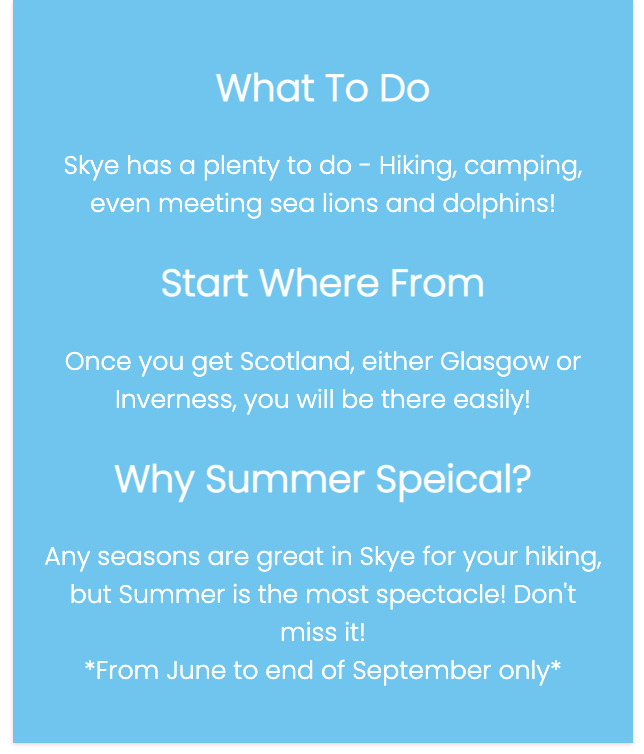 What To Do
Skye has a plenty to do - Hiking, camping,
even meeting sea lions and dolphins!
Start Where From
Once you get Scotland, either Glasgow or
Inverness, you will be there easily!
Why Summer Speical?
Any seasons are great in Skye for your hiking,
but Summer is the most spectacle! Don't
miss it!
*From June to end of September only*